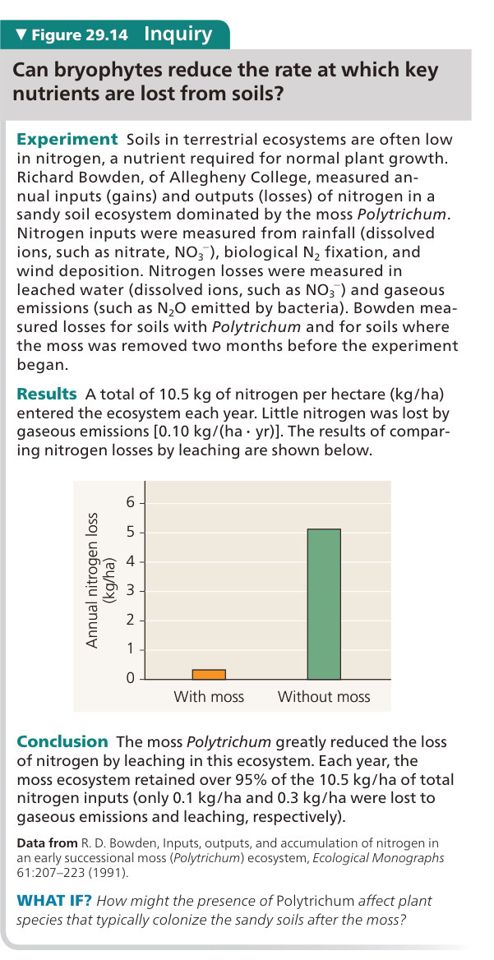 ▼ Figure 29.14 Inquiry
Can bryophytes reduce the rate at which key
nutrients are lost from soils?
Experiment Soils in terrestrial ecosystems are often low
in nitrogen, a nutrient required for normal plant growth.
Richard Bowden, of Allegheny College, measured an-
nual inputs (gains) and outputs (losses) of nitrogen in a
sandy soil ecosystem dominated by the moss Polytrichum.
Nitrogen inputs were measured from rainfall (dissolved
ions, such as nitrate, NO₃⁻), biological N₂ fixation, and
wind deposition. Nitrogen losses were measured in
leached water (dissolved ions, such as NO₃⁻) and gaseous
emissions (such as N₂O emitted by bacteria). Bowden mea-
sured losses for soils with Polytrichum and for soils where
the moss was removed two months before the experiment
began.
Results A total of 10.5 kg of nitrogen per hectare (kg/ha)
entered the ecosystem each year. Little nitrogen was lost by
gaseous emissions [0.10 kg/(ha · yr)]. The results of compar-
ing nitrogen losses by leaching are shown below.
Annual nitrogen loss
(kg/ha)
6
5
4
3
2
1
0
With moss Without moss
Conclusion The moss Polytrichum greatly reduced the loss
of nitrogen by leaching in this ecosystem. Each year, the
moss ecosystem retained over 95% of the 10.5 kg/ha of total
nitrogen inputs (only 0.1 kg/ha and 0.3 kg/ha were lost to
gaseous emissions and leaching, respectively).
Data from R. D. Bowden, Inputs, outputs, and accumulation of nitrogen in
an early successional moss (Polytrichum) ecosystem, Ecological Monographs
61:207–223 (1991).
WHAT IF? How might the presence of Polytrichum affect plant
species that typically colonize the sandy soils after the moss?